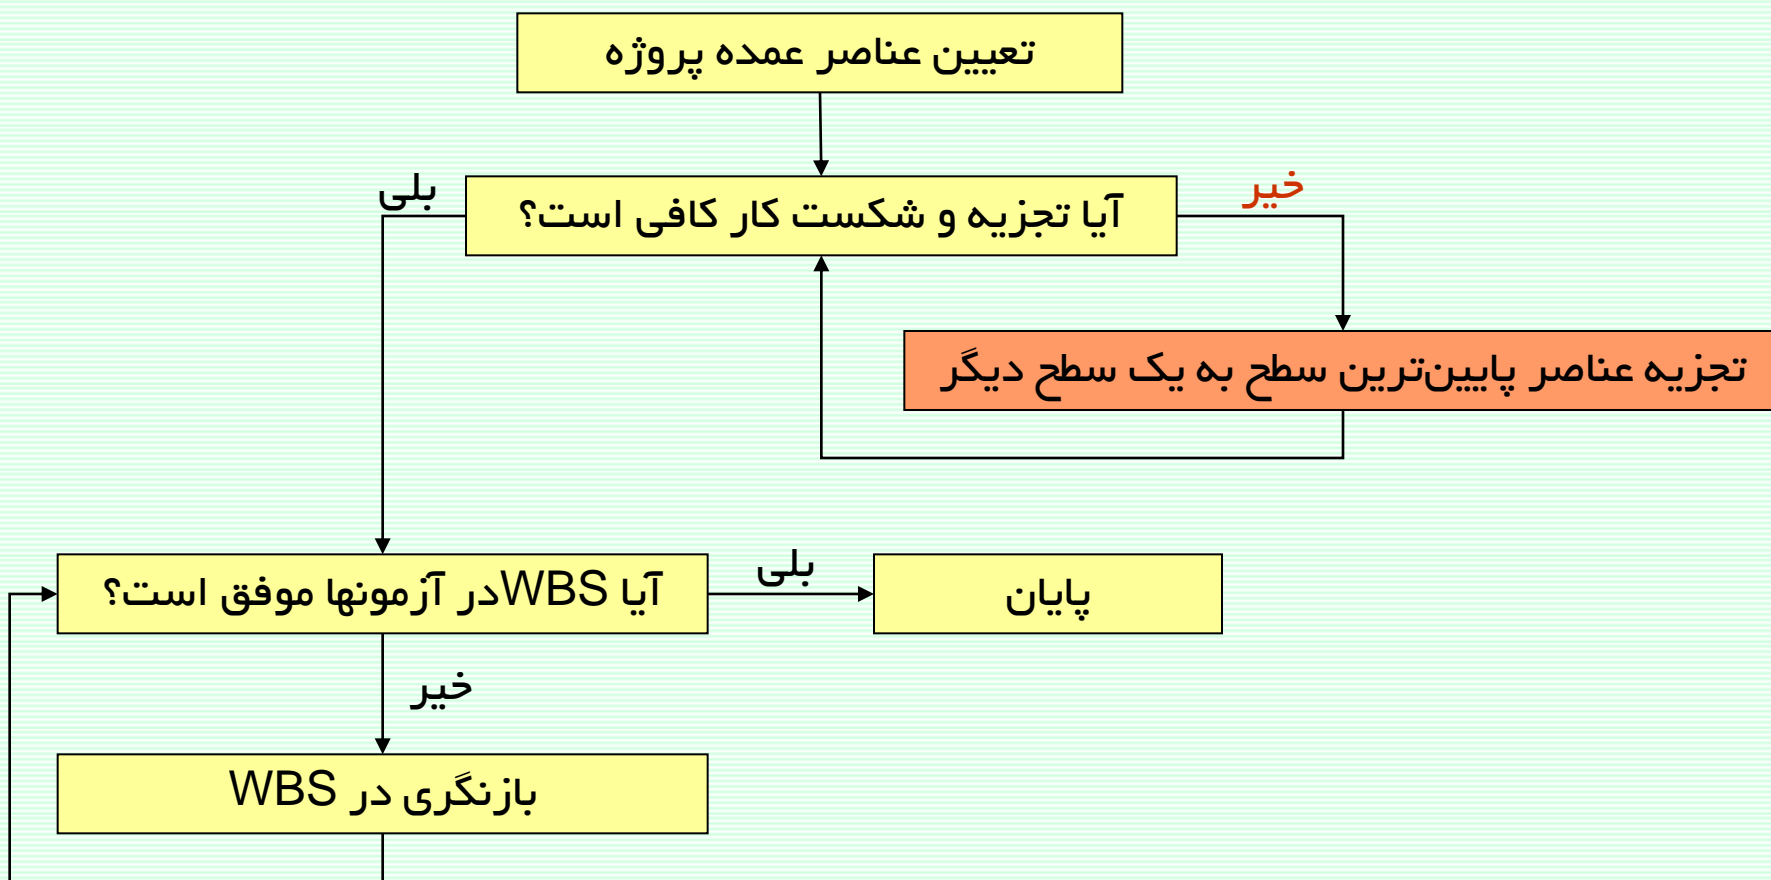 تعیین عناصر عمده پروژه
بلی
آیا تجزیه و شکست کار کافی است؟
خیر
تجزیه عناصر پایین‌ترین سطح به یک سطح دیگر
آیا WBSدر آزمونها موفق است؟
بلی
پایان
خیر
بازنگری در WBS